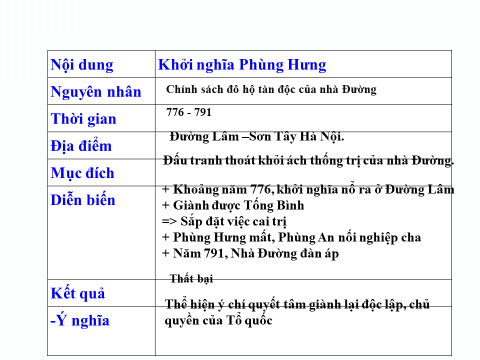 Nội dung Khởi nghĩa Phùng Hưng
Nguyên nhân Chính sách đô hộ tàn độc của nhà Đường
Thời gian 776 - 791
Địa điểm Đường Lâm –Sơn Tây Hà Nội.
Mục đích Đấu tranh thoát khỏi ách thống trị của nhà Đường.
Diễn biến + Khoảng năm 776, khởi nghĩa nổ ra ở Đường Lâm
+ Giành được Tống Bình
=> Sắp đặt việc cai trị
+ Phùng Hưng mất, Phùng An nối nghiệp cha
+ Năm 791, Nhà Đường đàn áp
Kết quả Thất bại
-Ý nghĩa Thể hiện ý chí quyết tâm giành lại độc lập, chủ
quyền của Tổ quốc